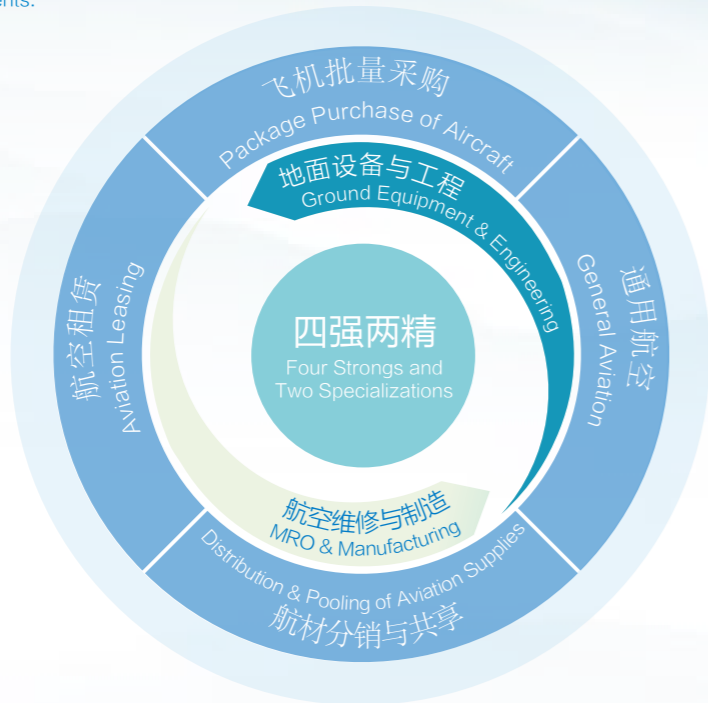 ents.
飞机批量采购
Package Purchase of Aircraft
地面设备与工程
Ground Equipment & Engineering
航空租赁
Aviation Leasing
通用航空
General Aviation
四强两精
Four Strongs and
Two Specializations
航空维修与制造
MRO & Manufacturing
Distribution & Pooling of Aviation Supplies
航材分销与共享